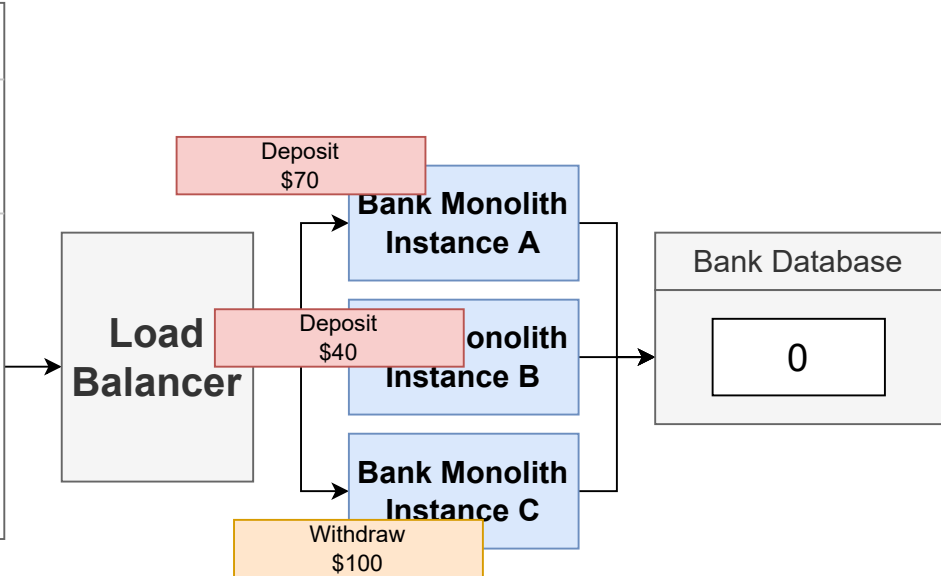 Deposit
$70
Bank Monolith
Instance A
Load
Balancer
Deposit
$40
onolith
Instance B
Bank Monolith
Instance C
Withdraw
$100
Bank Database
0